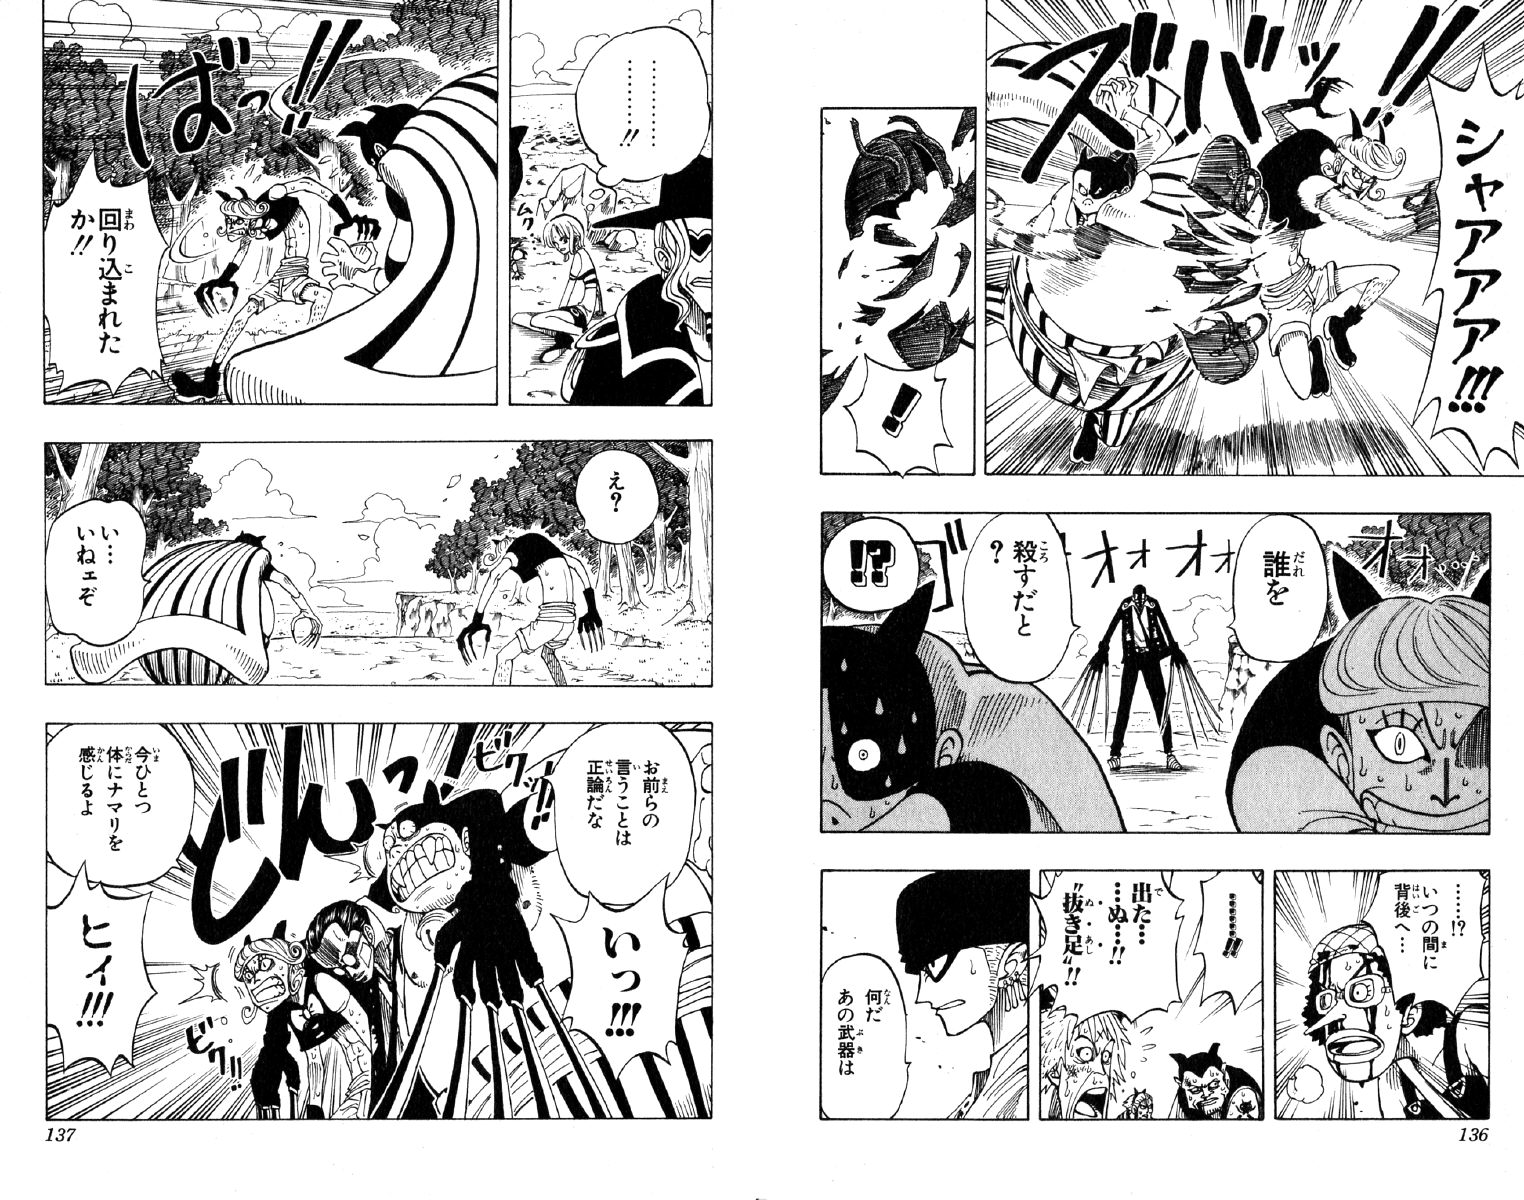 シャアアアア!!!
ズバッ!!
!!
誰を
殺すだと
?
オオォオオォ…
!?
……!?
いつの間に
背後へ…
………!!
出た…
…ぬ…!!
“抜き足”!!
何だ
あの武器は
136
………
………!!
ムクッ
ばっ!!
回り込まれた
か!!
え?
い…
いねェぞ
お前らの
言うことは
正論だな
いっ!!!
ビクッ!!
どんっ!
ビクッ!!
今ひとつ
体にナマリを
感じるよ
ヒィ!!!
137